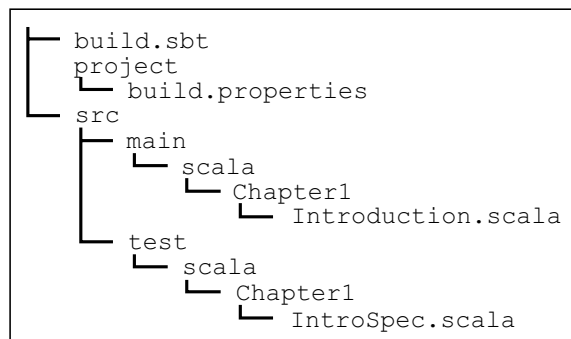 build.sbt
project
build.properties
src
main
scala
Chapter1
Introduction.scala
test
scala
Chapter1
IntroSpec.scala